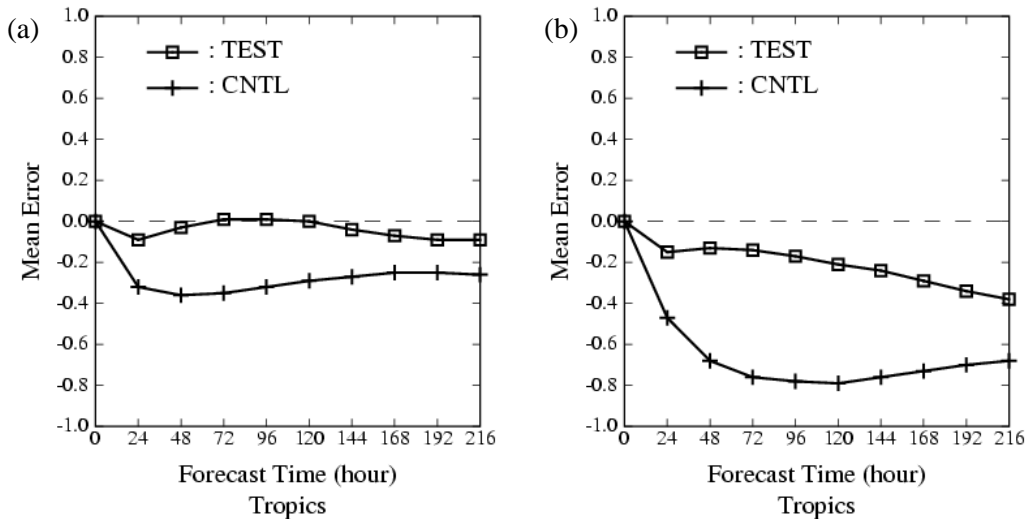 (a)
1.0
0.8
0.6
0.4
0.2
0.0
-0.2
-0.4
-0.6
-0.8
-1.0
Mean Error
: TEST
: CNTL
0 24 48 72 96 120 144 168 192 216
Forecast Time (hour)
Tropics
(b)
1.0
0.8
0.6
0.4
0.2
0.0
-0.2
-0.4
-0.6
-0.8
-1.0
Mean Error
: TEST
: CNTL
0 24 48 72 96 120 144 168 192 216
Forecast Time (hour)
Tropics